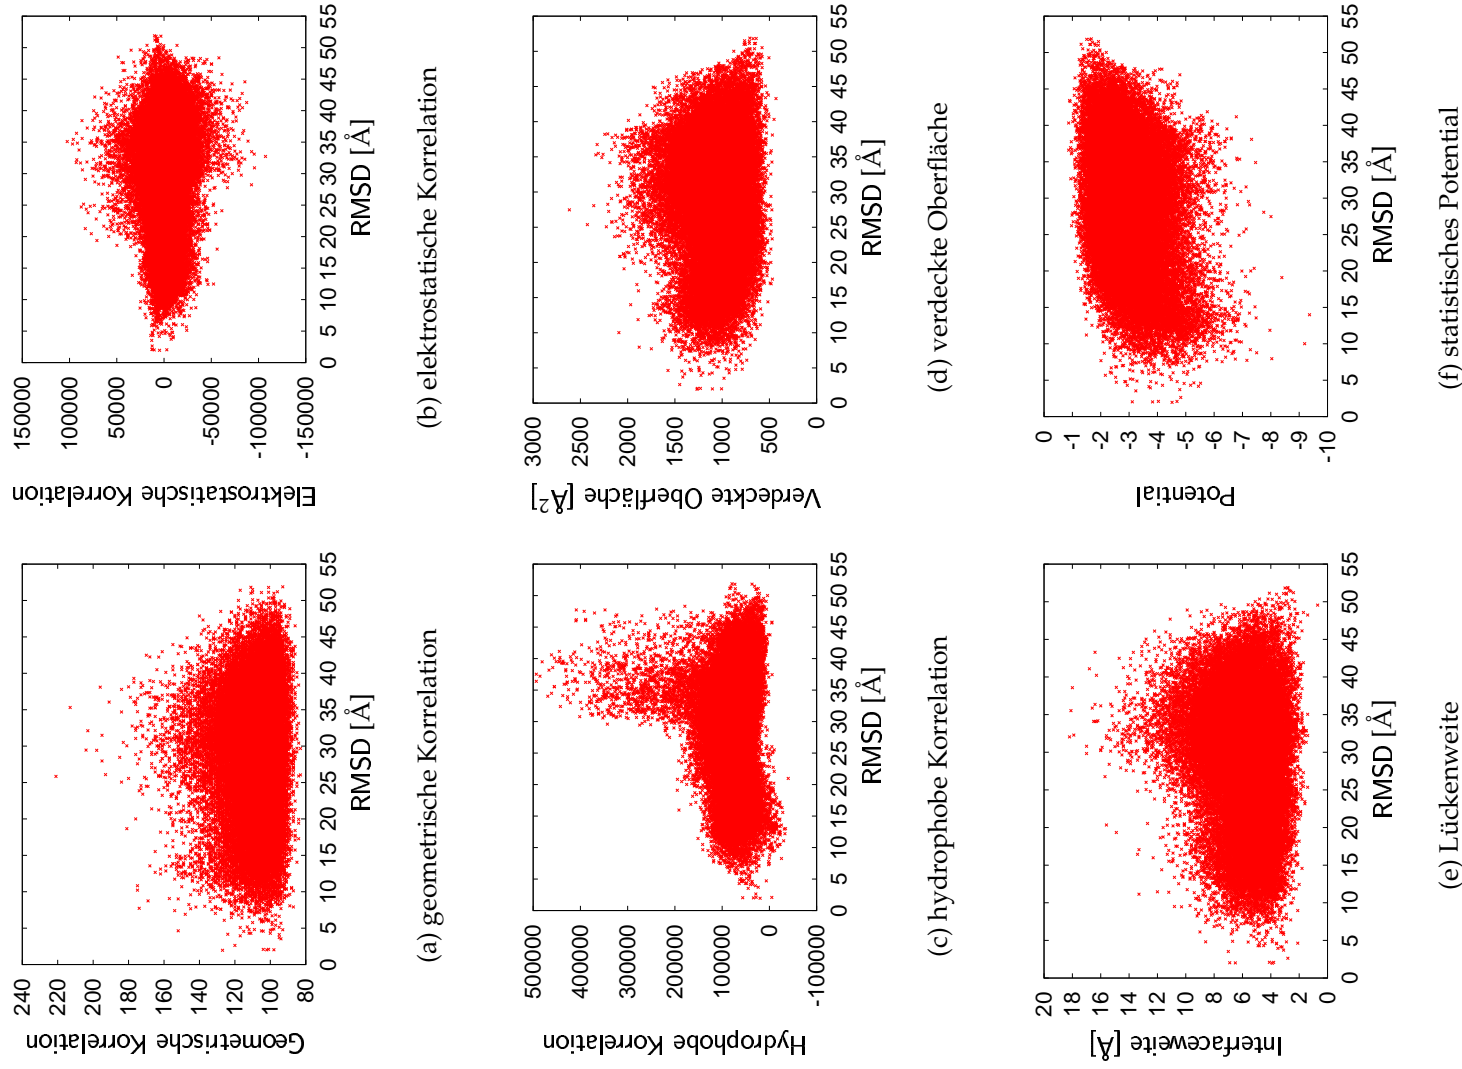 Geometrische Korrelation
240
220
200
180
160
140
120
100
80
0 5 10 15 20 25 30 35 40 45 50 55
RMSD [Å]
(a) geometrische Korrelation
Elektrostatische Korrelation
150000
100000
50000
0
-50000
-100000
-150000
0 5 10 15 20 25 30 35 40 45 50 55
RMSD [Å]
(b) elektrostatische Korrelation
Hydrophobe Korrelation
500000
400000
300000
200000
100000
0
-100000
0 5 10 15 20 25 30 35 40 45 50 55
RMSD [Å]
(c) hydrophobe Korrelation
Verdeckte Oberfläche [Å²]
3000
2500
2000
1500
1000
500
0
0 5 10 15 20 25 30 35 40 45 50 55
RMSD [Å]
(d) verdeckte Oberfläche
Interfaceweite [Å]
20
18
16
14
12
10
8
6
4
2
0
0 5 10 15 20 25 30 35 40 45 50 55
RMSD [Å]
(e) Lückenweite
Potential
0
-1
-2
-3
-4
-5
-6
-7
-8
-9
-10
0 5 10 15 20 25 30 35 40 45 50 55
RMSD [Å]
(f) statistisches Potential